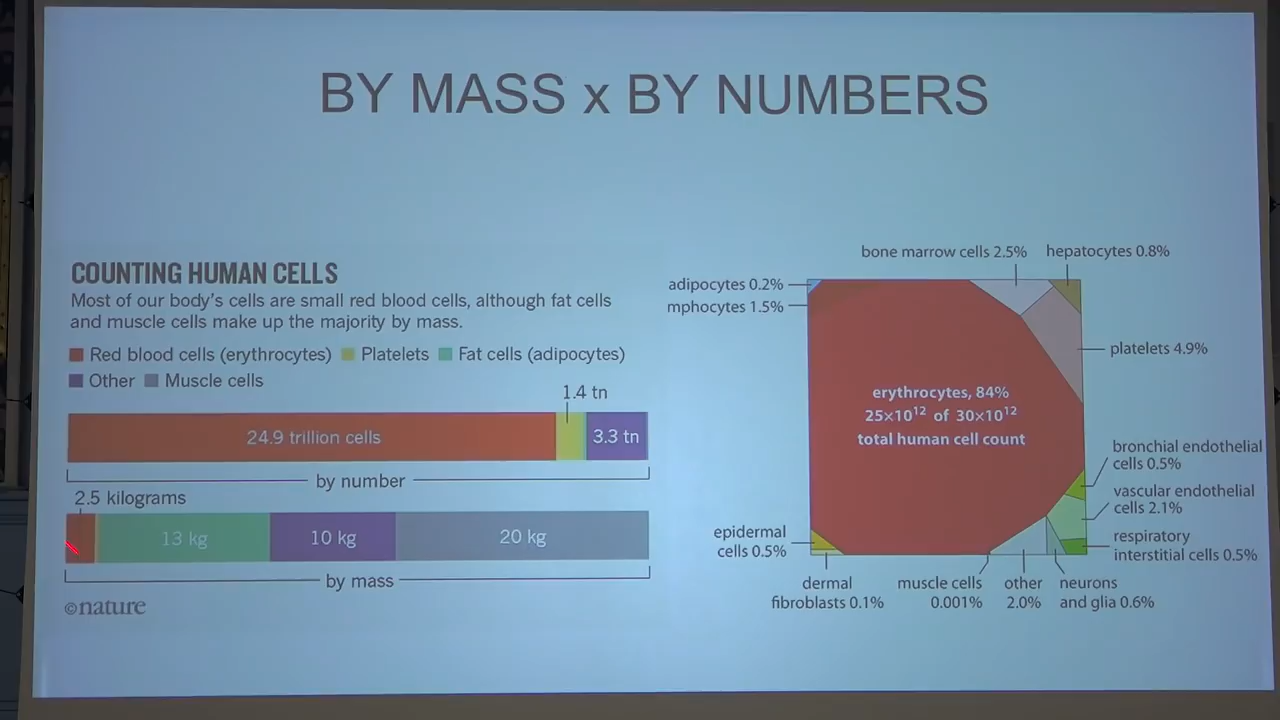 BY MASS x BY NUMBERS
COUNTING HUMAN CELLS
Most of our body's cells are small red blood cells, although fat cells
and muscle cells make up the majority by mass.
Red blood cells (erythrocytes) Platelets Fat cells (adipocytes)
Other Muscle cells
1.4 tn
24.9 trillion cells 3.3 tn
by number
2.5 kilograms
13 kg 10 kg 20 kg
by mass
©nature
bone marrow cells 2.5% hepatocytes 0.8%
adipocytes 0.2%
mphocytes 1.5%
platelets 4.9%
erythrocytes, 84%
25×10¹² of 30×10¹²
total human cell count
bronchial endothelial
cells 0.5%
vascular endothelial
cells 2.1%
respiratory
interstitial cells 0.5%
epidermal
cells 0.5%
dermal
fibroblasts 0.1%
muscle cells
0.001%
other
2.0%
neurons
and glia 0.6%